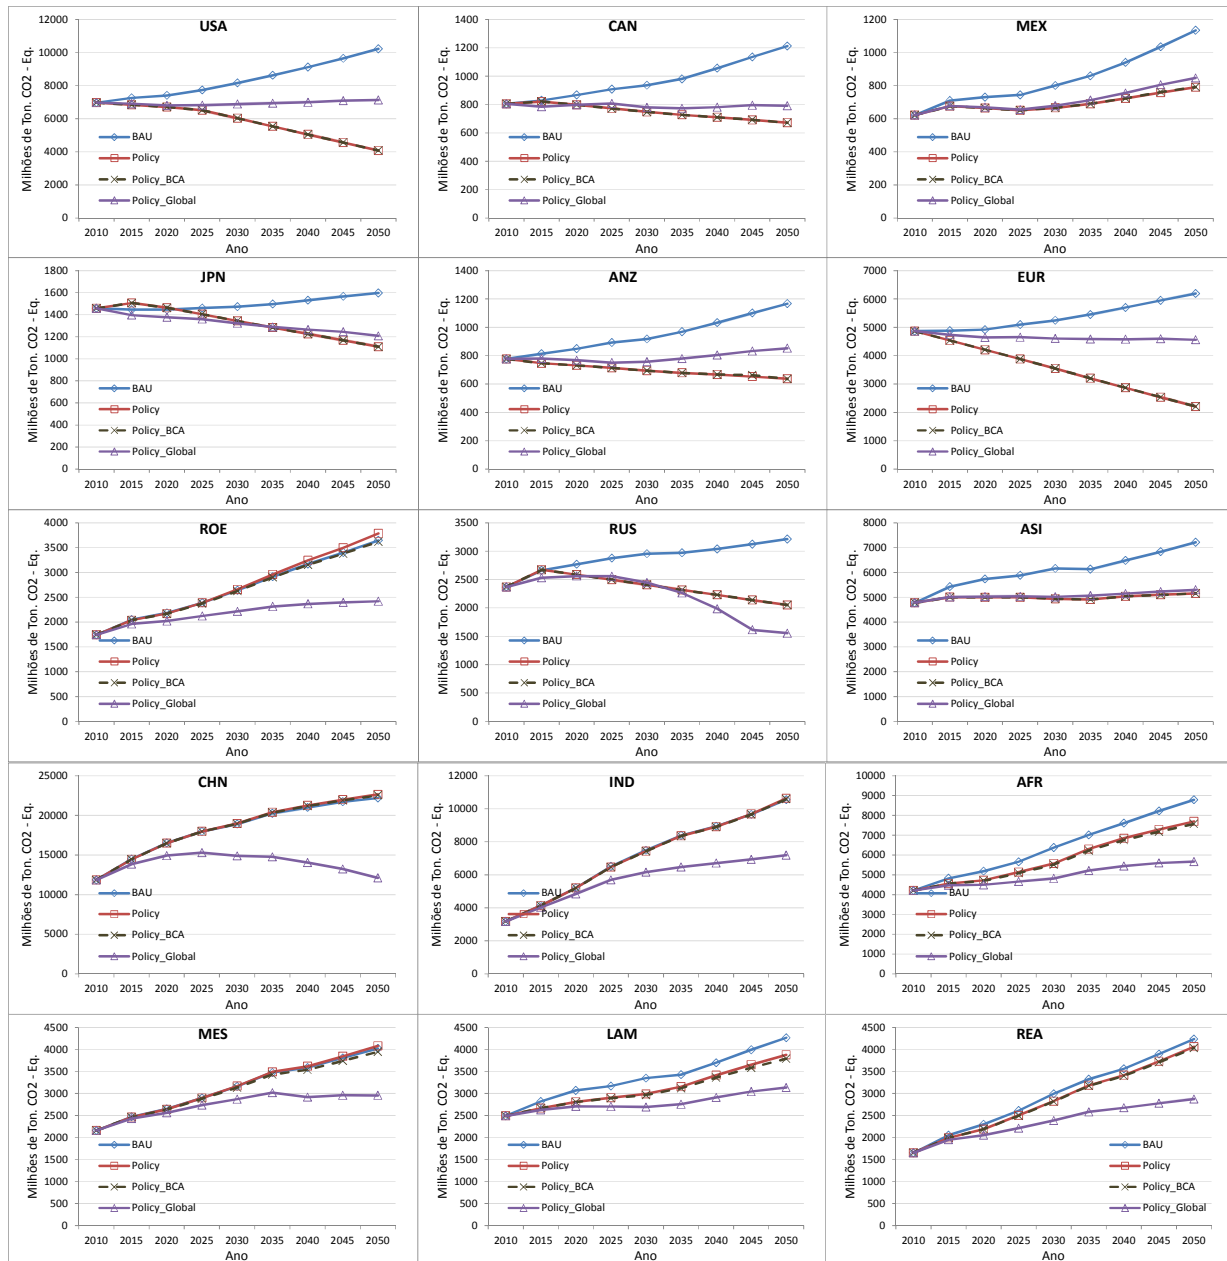 USA
Milhões de Ton. CO2 - Eq.
12000
10000
8000
6000
4000
2000
0
BAU
Policy
Policy_BCA
Policy_Global
2010 2015 2020 2025 2030 2035 2040 2045 2050
Ano
CAN
Milhões de Ton. CO2 - Eq.
1400
1200
1000
800
600
400
200
0
BAU
Policy
Policy_BCA
Policy_Global
2010 2015 2020 2025 2030 2035 2040 2045 2050
Ano
MEX
Milhões de Ton. CO2 - Eq.
1200
1000
800
600
400
200
0
BAU
Policy
Policy_BCA
Policy_Global
2010 2015 2020 2025 2030 2035 2040 2045 2050
Ano
JPN
Milhões de Ton. CO2 - Eq.
1800
1600
1400
1200
1000
800
600
400
200
0
BAU
Policy
Policy_BCA
Policy_Global
2010 2015 2020 2025 2030 2035 2040 2045 2050
Ano
ANZ
Milhões de Ton. CO2 - Eq.
1400
1200
1000
800
600
400
200
0
BAU
Policy
Policy_BCA
Policy_Global
2010 2015 2020 2025 2030 2035 2040 2045 2050
Ano
EUR
Milhões de Ton. CO2 - Eq.
7000
6000
5000
4000
3000
2000
1000
0
BAU
Policy
Policy_BCA
Policy_Global
2010 2015 2020 2025 2030 2035 2040 2045 2050
Ano
ROE
Milhões de Ton. CO2 - Eq.
4000
3500
3000
2500
2000
1500
1000
500
0
BAU
Policy
Policy_BCA
Policy_Global
2010 2015 2020 2025 2030 2035 2040 2045 2050
Ano
RUS
Milhões de Ton. CO2 - Eq.
3500
3000
2500
2000
1500
1000
500
0
BAU
Policy
Policy_BCA
Policy_Global
2010 2015 2020 2025 2030 2035 2040 2045 2050
Ano
ASI
Milhões de Ton. CO2 - Eq.
8000
7000
6000
5000
4000
3000
2000
1000
0
BAU
Policy
Policy_BCA
Policy_Global
2010 2015 2020 2025 2030 2035 2040 2045 2050
Ano
CHN
Milhões de Ton. CO2 - Eq.
25000
20000
15000
10000
5000
0
BAU
Policy
Policy_BCA
Policy_Global
2010 2015 2020 2025 2030 2035 2040 2045 2050
Ano
IND
Milhões de Ton. CO2 - Eq.
12000
10000
8000
6000
4000
2000
0
BAU
Policy
Policy_BCA
Policy_Global
2010 2015 2020 2025 2030 2035 2040 2045 2050
Ano
AFR
Milhões de Ton. CO2 - Eq.
10000
9000
8000
7000
6000
5000
4000
3000
2000
1000
0
BAU
Policy
Policy_BCA
Policy_Global
2010 2015 2020 2025 2030 2035 2040 2045 2050
Ano
MES
Milhões de Ton. CO2 - Eq.
4500
4000
3500
3000
2500
2000
1500
1000
500
0
BAU
Policy
Policy_BCA
Policy_Global
2010 2015 2020 2025 2030 2035 2040 2045 2050
Ano
LAM
Milhões de Ton. CO2 - Eq.
4500
4000
3500
3000
2500
2000
1500
1000
500
0
BAU
Policy
Policy_BCA
Policy_Global
2010 2015 2020 2025 2030 2035 2040 2045 2050
Ano
REA
Milhões de Ton. CO2 - Eq.
4500
4000
3500
3000
2500
2000
1500
1000
500
0
BAU
Policy
Policy_BCA
Policy_Global
2010 2015 2020 2025 2030 2035 2040 2045 2050
Ano